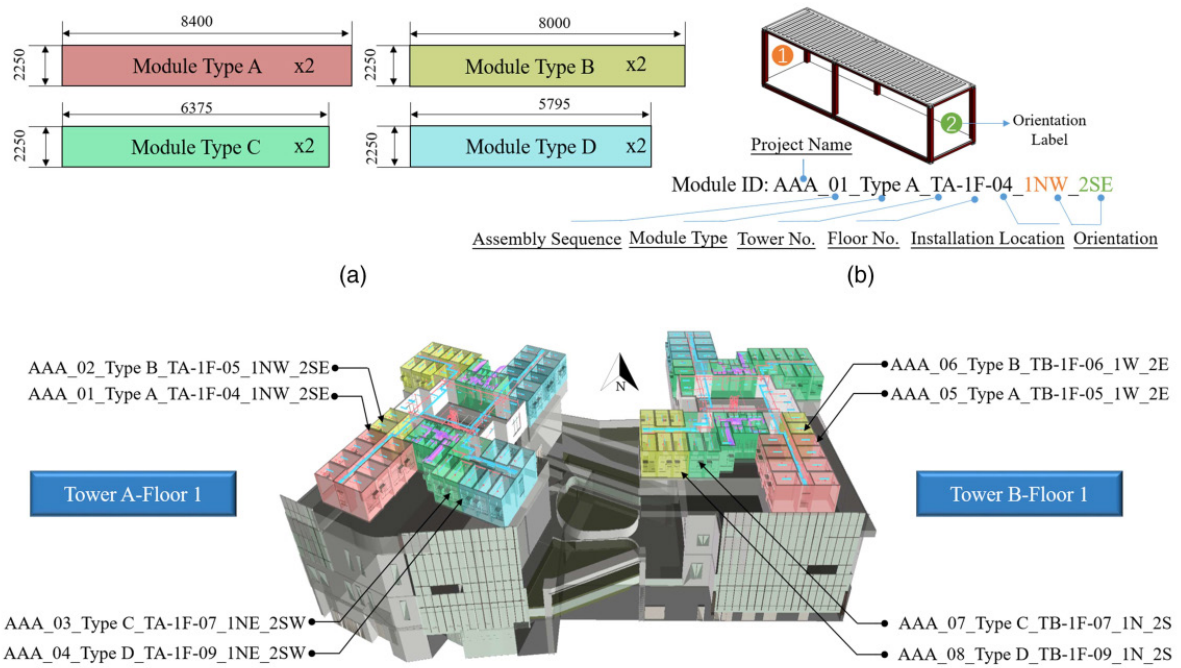 8400
2250
Module Type A x2
8000
2250
Module Type B x2
6375
2250
Module Type C x2
5795
2250
Module Type D x2
(a)
1
2
Orientation
Label
Project Name
Module ID: AAA_01_Type A_TA-1F-04_1NW_2SE
Assembly Sequence Module Type Tower No. Floor No. Installation Location Orientation
(b)
AAA_02_Type B_TA-1F-05_1NW_2SE
AAA_01_Type A_TA-1F-04_1NW_2SE
N
AAA_06_Type B_TB-1F-06_1W_2E
AAA_05_Type A_TB-1F-05_1W_2E
Tower A-Floor 1
Tower B-Floor 1
AAA_03_Type C_TA-1F-07_1NE_2SW
AAA_04_Type D_TA-1F-09_1NE_2SW
AAA_07_Type C_TB-1F-07_1N_2S
AAA_08_Type D_TB-1F-09_1N_2S